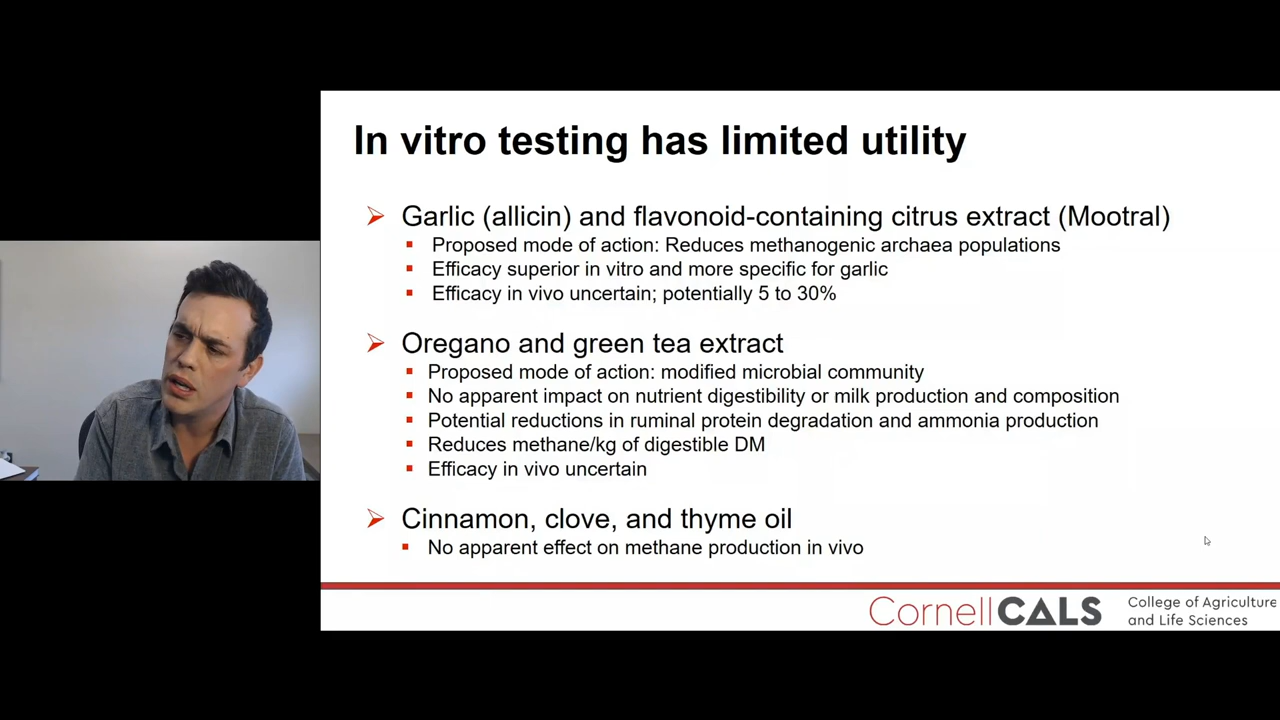 In vitro testing has limited utility
Garlic (allicin) and flavonoid-containing citrus extract (Mootral)
Proposed mode of action: Reduces methanogenic archaea populations
Efficacy superior in vitro and more specific for garlic
Efficacy in vivo uncertain; potentially 5 to 30%
Oregano and green tea extract
Proposed mode of action: modified microbial community
No apparent impact on nutrient digestibility or milk production and composition
Potential reductions in ruminal protein degradation and ammonia production
Reduces methane/kg of digestible DM
Efficacy in vivo uncertain
Cinnamon, clove, and thyme oil
No apparent effect on methane production in vivo
CornellCALS
College of Agriculture
and Life Sciences